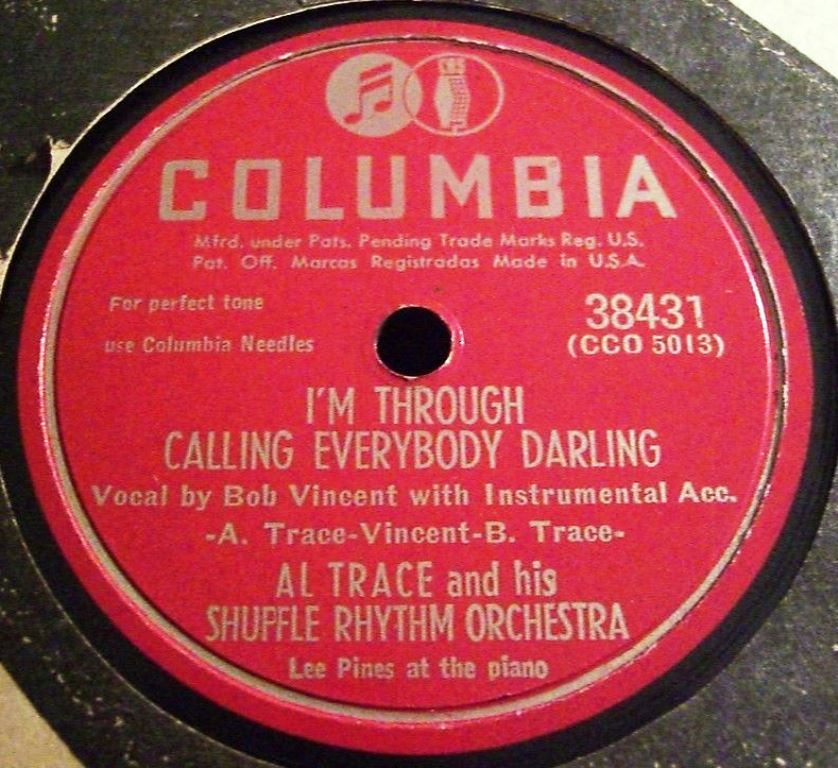 CBS
COLUMBIA
Mfrd. under Pats. Pending Trade Marks Reg. U.S.
Pat. Off. Marcas Registradas Made in U.S.A.
For perfect tone
use Columbia Needles
38431
(CCO 5013)
I'M THROUGH
CALLING EVERYBODY DARLING
Vocal by Bob Vincent with Instrumental Acc.
-A. Trace-Vincent-B. Trace-
AL TRACE and his
SHUFFLE RHYTHM ORCHESTRA
Lee Pines at the piano